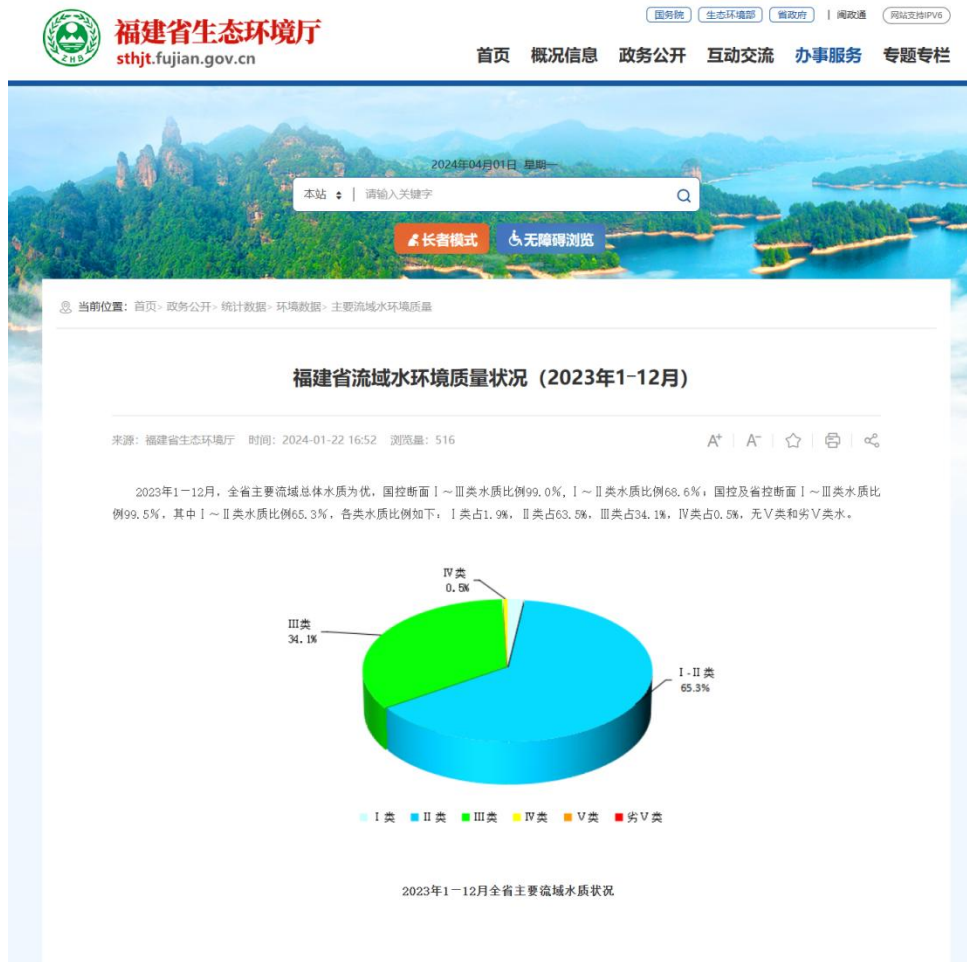 国务院 生态环境部 省政府 | 闽政通 网站支持IPV6
福建省生态环境厅
sthjt.fujian.gov.cn
ZHB
首页 概况信息 政务公开 互动交流 办事服务 专题专栏
2024年04月01日 星期一
本站 | 请输入关键字
长者模式 无障碍浏览
当前位置：首页> 政务公开> 统计数据> 环境数据> 主要流域水环境质量
福建省流域水环境质量状况（2023年1-12月）
来源：福建省生态环境厅 时间：2024-01-22 16:52 浏览量：516
A+ | A-
2023年1－12月，全省主要流域总体水质为优，国控断面Ⅰ～Ⅲ类水质比例99.0%，Ⅰ～Ⅱ类水质比例68.6%；国控及省控断面Ⅰ～Ⅲ类水质比
例99.5%，其中Ⅰ～Ⅱ类水质比例65.3%，各类水质比例如下：Ⅰ类占1.9%，Ⅱ类占63.5%，Ⅲ类占34.1%，Ⅳ类占0.5%，无Ⅴ类和劣Ⅴ类水。
Ⅳ类
0.5%
III类
34.1%
I-II类
65.3%
I类 II类 III类 Ⅳ类 V类 劣V类
2023年1－12月全省主要流域水质状况